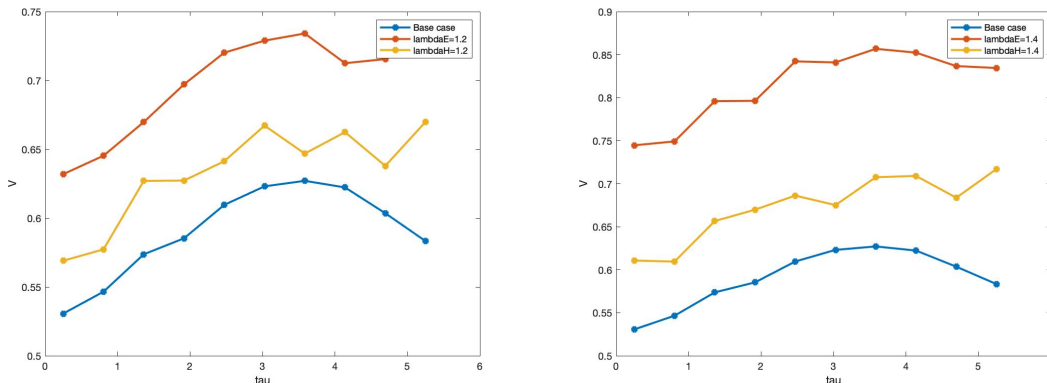 0.75
Base case
lambdaE=1.2
lambdaH=1.2
0.7
0.65
V
0.6
0.55
0.5
0 1 2 3 4 5 6
tau
0.9
Base case
lambdaE=1.4
lambdaH=1.4
0.85
0.8
0.75
V
0.7
0.65
0.6
0.55
0.5
0 1 2 3 4 5
tau